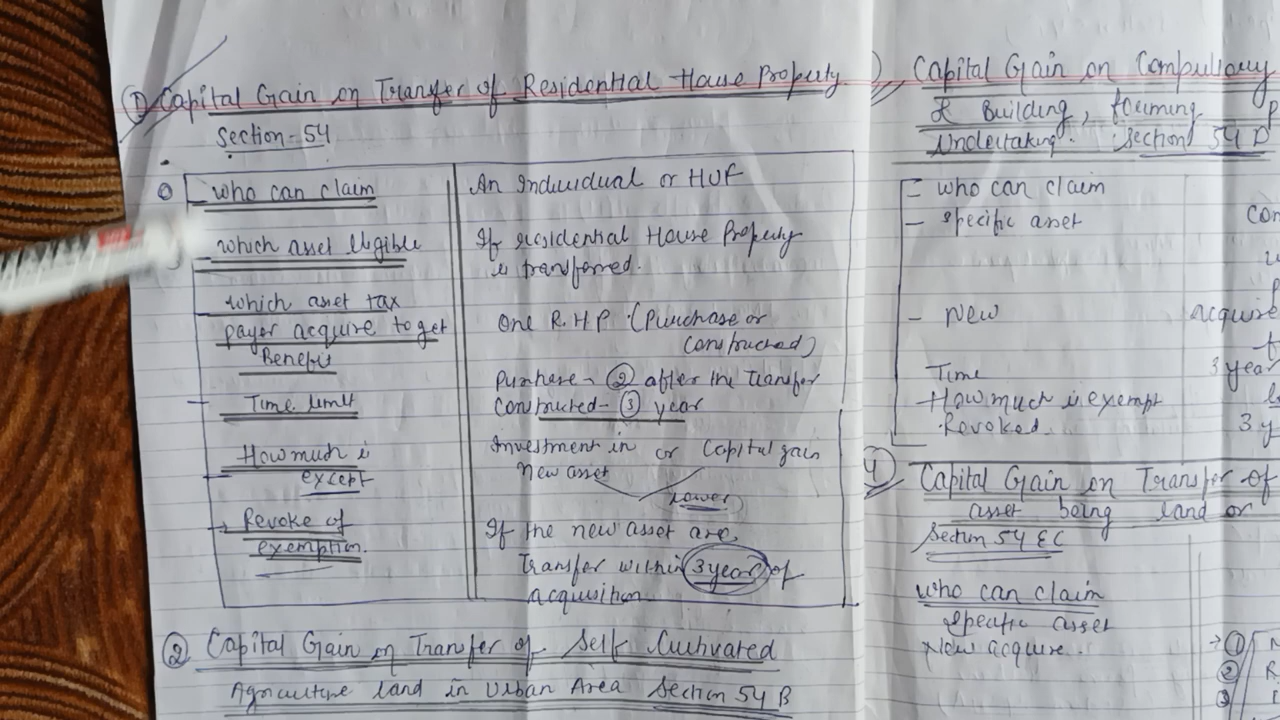 ① Capital Gain on Transfer of Residential House Property
Section-54
who can claim
An Individual or HUF
which asset eligible
If residential House Property
is transferred.
which asset tax
payer acquire to get
Benefit
One R.H.P. (Purchase or
constructed)
Time limit
Purchase - ② after the Transfer
constructed - ③ year
How much is
except
Investment in or Capital gain
New asset
lower
Revoke of
exemption.
If the new asset are
Transfer within 3 year of
acquisition
② Capital Gain on Transfer of Self Cultivated
Agriculture land in Urban Area Section 54 B
Capital Gain on Compulsory
& Building, forming
Undertaking. Section 54 D
- who can claim
- specific asset
- New
acquire
Time
3 year
- How much is exempt
Revoked.
3 y
4 Capital Gain on Transfer of
asset being land or
Section 54 EC
who can claim
specific asset
New acquire.
①
② R
③